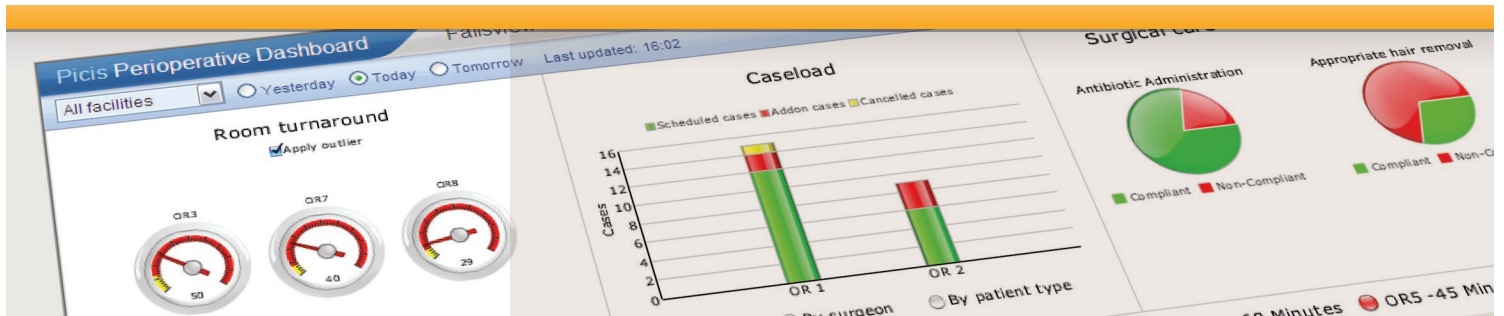 Picis Perioperative Dashboard
Last updated: 16:02
All facilities
Yesterday
Today
Tomorrow
Room turnaround
Apply outlier
OR3
50
OR7
40
OR8
29
Caseload
Scheduled cases
Addon cases
Cancelled cases
Cases
16
14
12
10
8
6
4
2
0
OR 1
OR 2
By surgeon
By patient type
Surgical
Antibiotic Administration
Compliant
Non-Compliant
Appropriate hair removal
Compliant
Minutes
OR5 -45